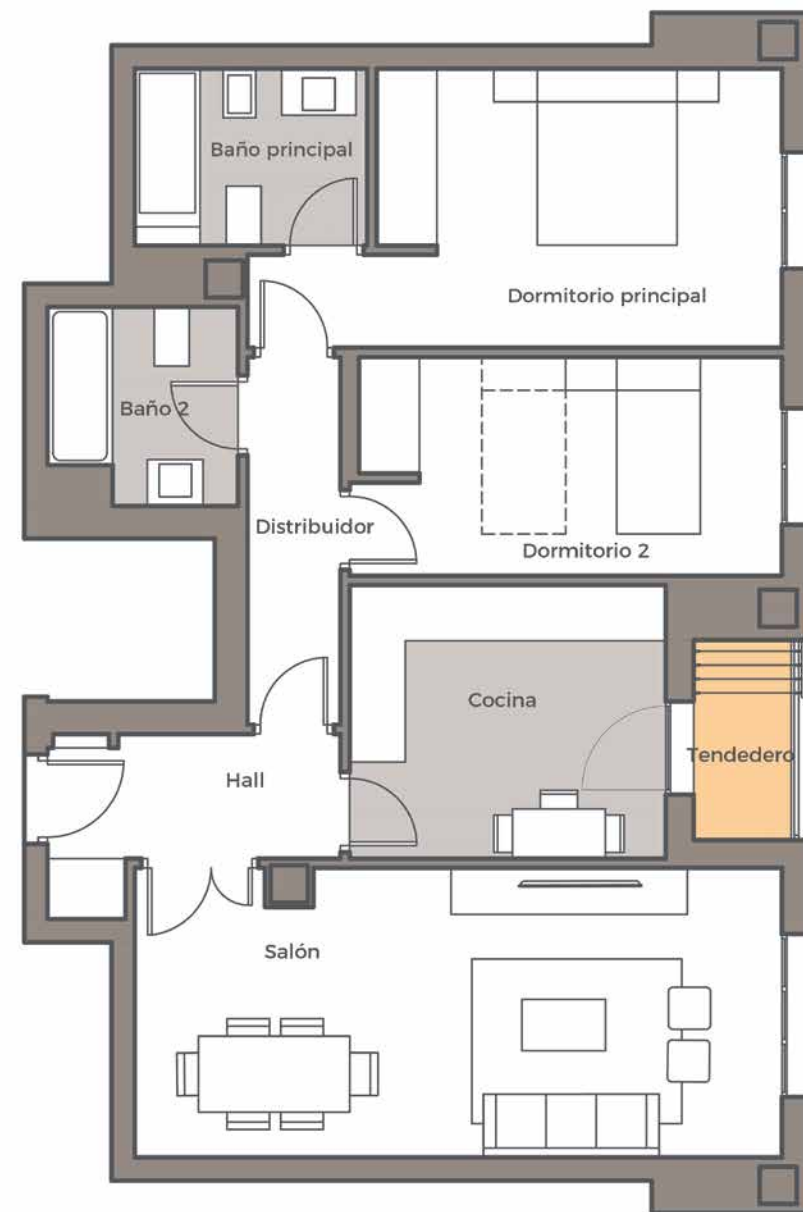 Baño principal
Dormitorio principal
Baño 2
Distribuidor
Dormitorio 2
Cocina
Tendedero
Hall
Salón